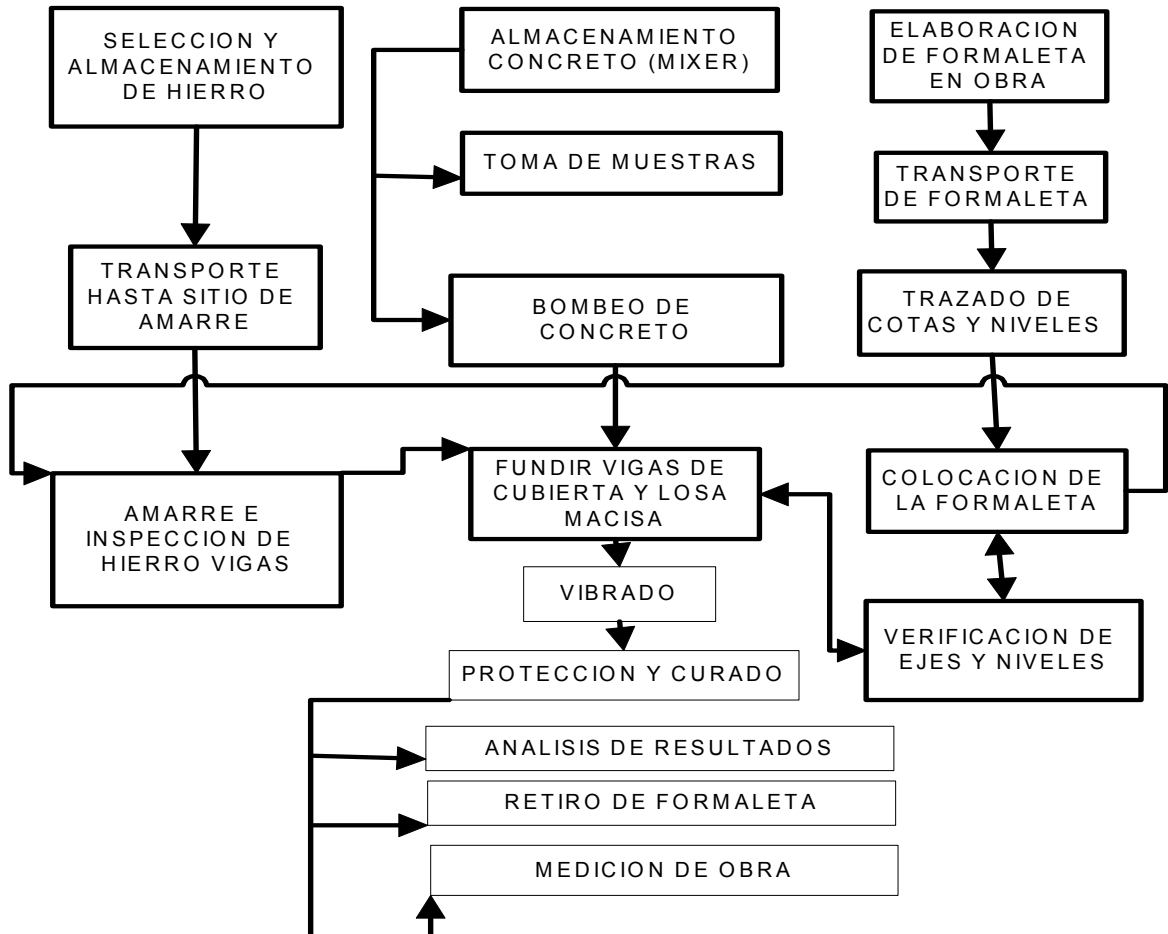 SELECCION Y
ALMACENAMIENTO
DE HIERRO
ALMACENAMIENTO
CONCRETO (MIXER)
ELABORACION
DE FORMALETA
EN OBRA
TOMA DE MUESTRAS
TRANSPORTE
DE FORMALETA
TRANSPORTE
HASTA SITIO DE
AMARRE
BOMBEO DE
CONCRETO
TRAZADO DE
COTAS Y NIVELES
AMARRE E
INSPECCION DE
HIERRO VIGAS
FUNDIR VIGAS DE
CUBIERTA Y LOSA
MACISA
COLOCACION DE
LA FORMALETA
VIBRADO
VERIFICACION DE
EJES Y NIVELES
PROTECCION Y CURADO
ANALISIS DE RESULTADOS
RETIRO DE FORMALETA
MEDICION DE OBRA